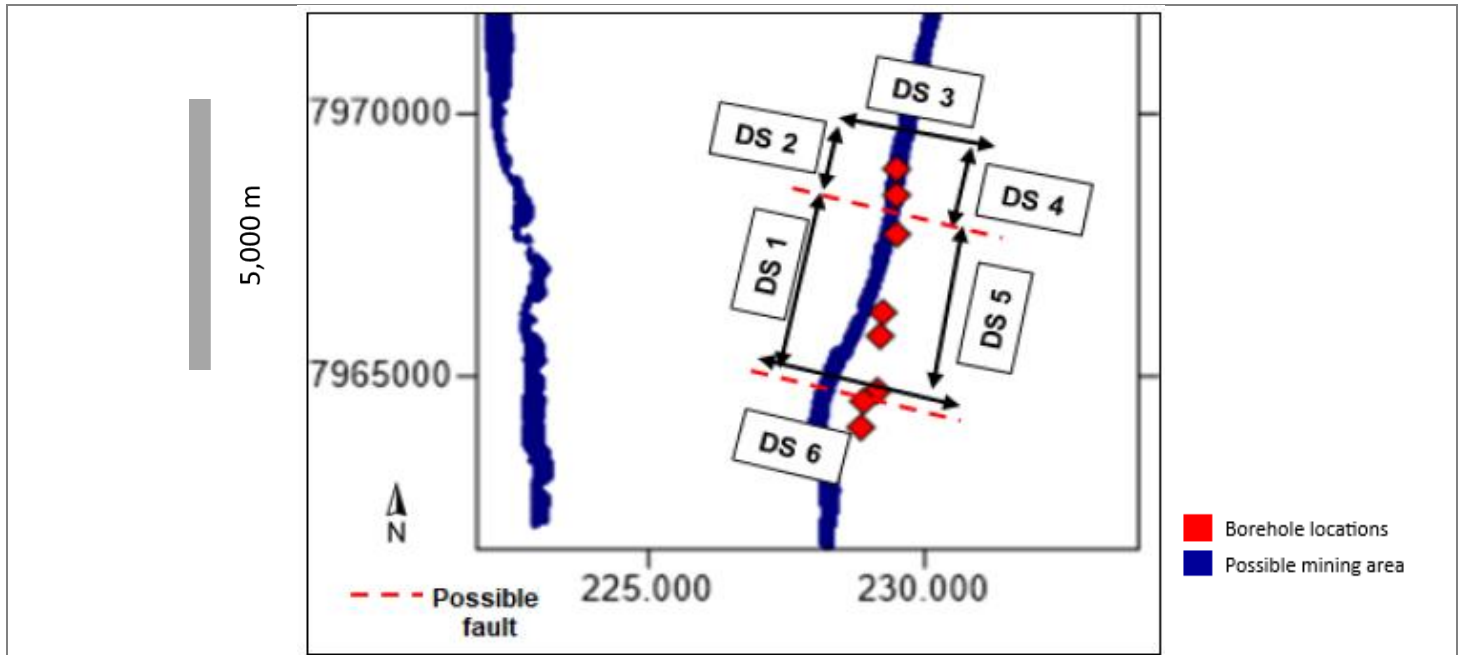 DS 3
7970000
DS 2
DS 4
5,000 m
DS 1
DS 5
7965000
DS 6
N
Borehole locations
Possible mining area
225.000
230.000
Possible
fault